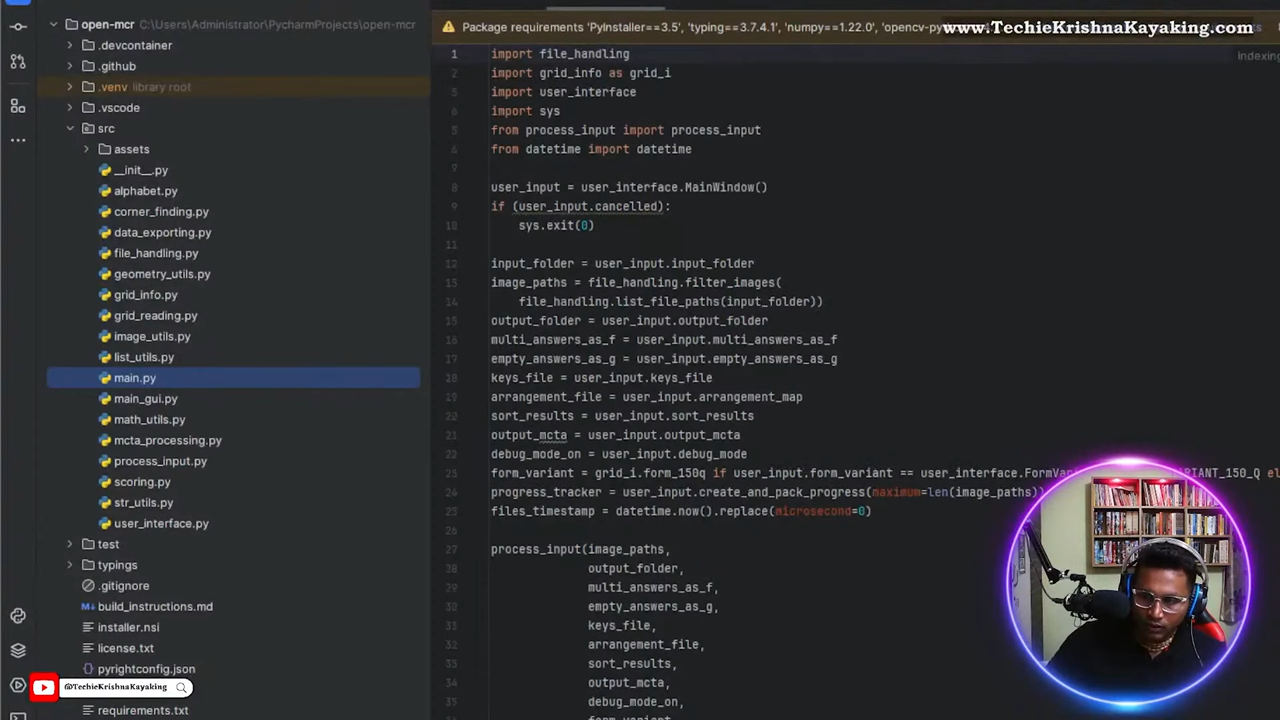 open-mcr C:\Users\Administrator\PycharmProjects\open-mcr
.devcontainer
.github
.venv library root
.vscode
src
assets
__init__.py
alphabet.py
corner_finding.py
data_exporting.py
file_handling.py
geometry_utils.py
grid_info.py
grid_reading.py
image_utils.py
list_utils.py
main.py
main_gui.py
math_utils.py
mcta_processing.py
process_input.py
scoring.py
str_utils.py
user_interface.py
test
typings
.gitignore
M↓ build_instructions.md
installer.nsi
license.txt
pyrightconfig.json
requirements.txt
@TechieKrishnaKayaking
Package requirements 'PyInstaller==3.5', 'typing==3.7.4.1', 'numpy==1.22.0', 'opencv-py
www.TechieKrishnaKayaking.com
Indexing
1 import file_handling
2 import grid_info as grid_i
3 import user_interface
4 import sys
5 from process_input import process_input
6 from datetime import datetime
7
8 user_input = user_interface.MainWindow()
9 if (user_input.cancelled):
10 sys.exit(0)
11
12 input_folder = user_input.input_folder
13 image_paths = file_handling.filter_images(
14 file_handling.list_file_paths(input_folder))
15 output_folder = user_input.output_folder
16 multi_answers_as_f = user_input.multi_answers_as_f
17 empty_answers_as_g = user_input.empty_answers_as_g
18 keys_file = user_input.keys_file
19 arrangement_file = user_input.arrangement_map
20 sort_results = user_input.sort_results
21 output_mcta = user_input.output_mcta
22 debug_mode_on = user_input.debug_mode
23 form_variant = grid_i.form_150q if user_input.form_variant == user_interface.FormVar VARIANT_150_Q el
24 progress_tracker = user_input.create_and_pack_progress(maximum=len(image_paths))
25 files_timestamp = datetime.now().replace(microsecond=0)
26
27 process_input(image_paths,
28 output_folder,
29 multi_answers_as_f,
30 empty_answers_as_g,
31 keys_file,
32 arrangement_file,
33 sort_results,
34 output_mcta,
35 debug_mode_on,